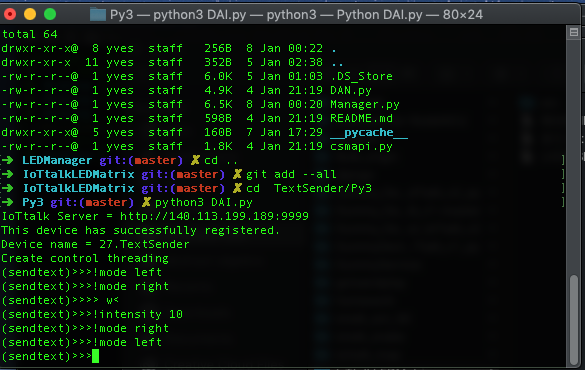 Py3 — python3 DAI.py — python3 — Python DAI.py — 80×24
total 64
drwxr-xr-x@  8 yves  staff   256B  8 Jan 00:22 .
drwxr-xr-x  11 yves  staff   352B  5 Jan 02:38 ..
-rw-r--r--@  1 yves  staff   6.0K  5 Jan 01:03 .DS_Store
-rw-r--r--@  1 yves  staff   4.9K  4 Jan 21:19 DAN.py
-rw-r--r--@  1 yves  staff   6.5K  8 Jan 00:20 Manager.py
-rw-r--r--@  1 yves  staff   598B  4 Jan 21:19 README.md
drwxr-xr-x@  5 yves  staff   160B  7 Jan 17:29 __pycache__
-rw-r--r--@  1 yves  staff   1.8K  4 Jan 21:19 csmapi.py
[➜  LEDManager git:(master) ✗ cd .. ]
[➜  IoTtalkLEDMatrix git:(master) ✗ git add --all ]
[➜  IoTtalkLEDMatrix git:(master) ✗ cd  TextSender/Py3 ]
[➜  Py3 git:(master) ✗ python3 DAI.py ]
IoTtalk Server = http://140.113.199.189:9999
This device has successfully registered.
Device name = 27.TextSender
Create control threading
(sendtext)>>>!mode left
(sendtext)>>>!mode right
(sendtext)>>>> w<
(sendtext)>>>!intensity 10
(sendtext)>>>!mode right
(sendtext)>>>!mode left
(sendtext)>>>